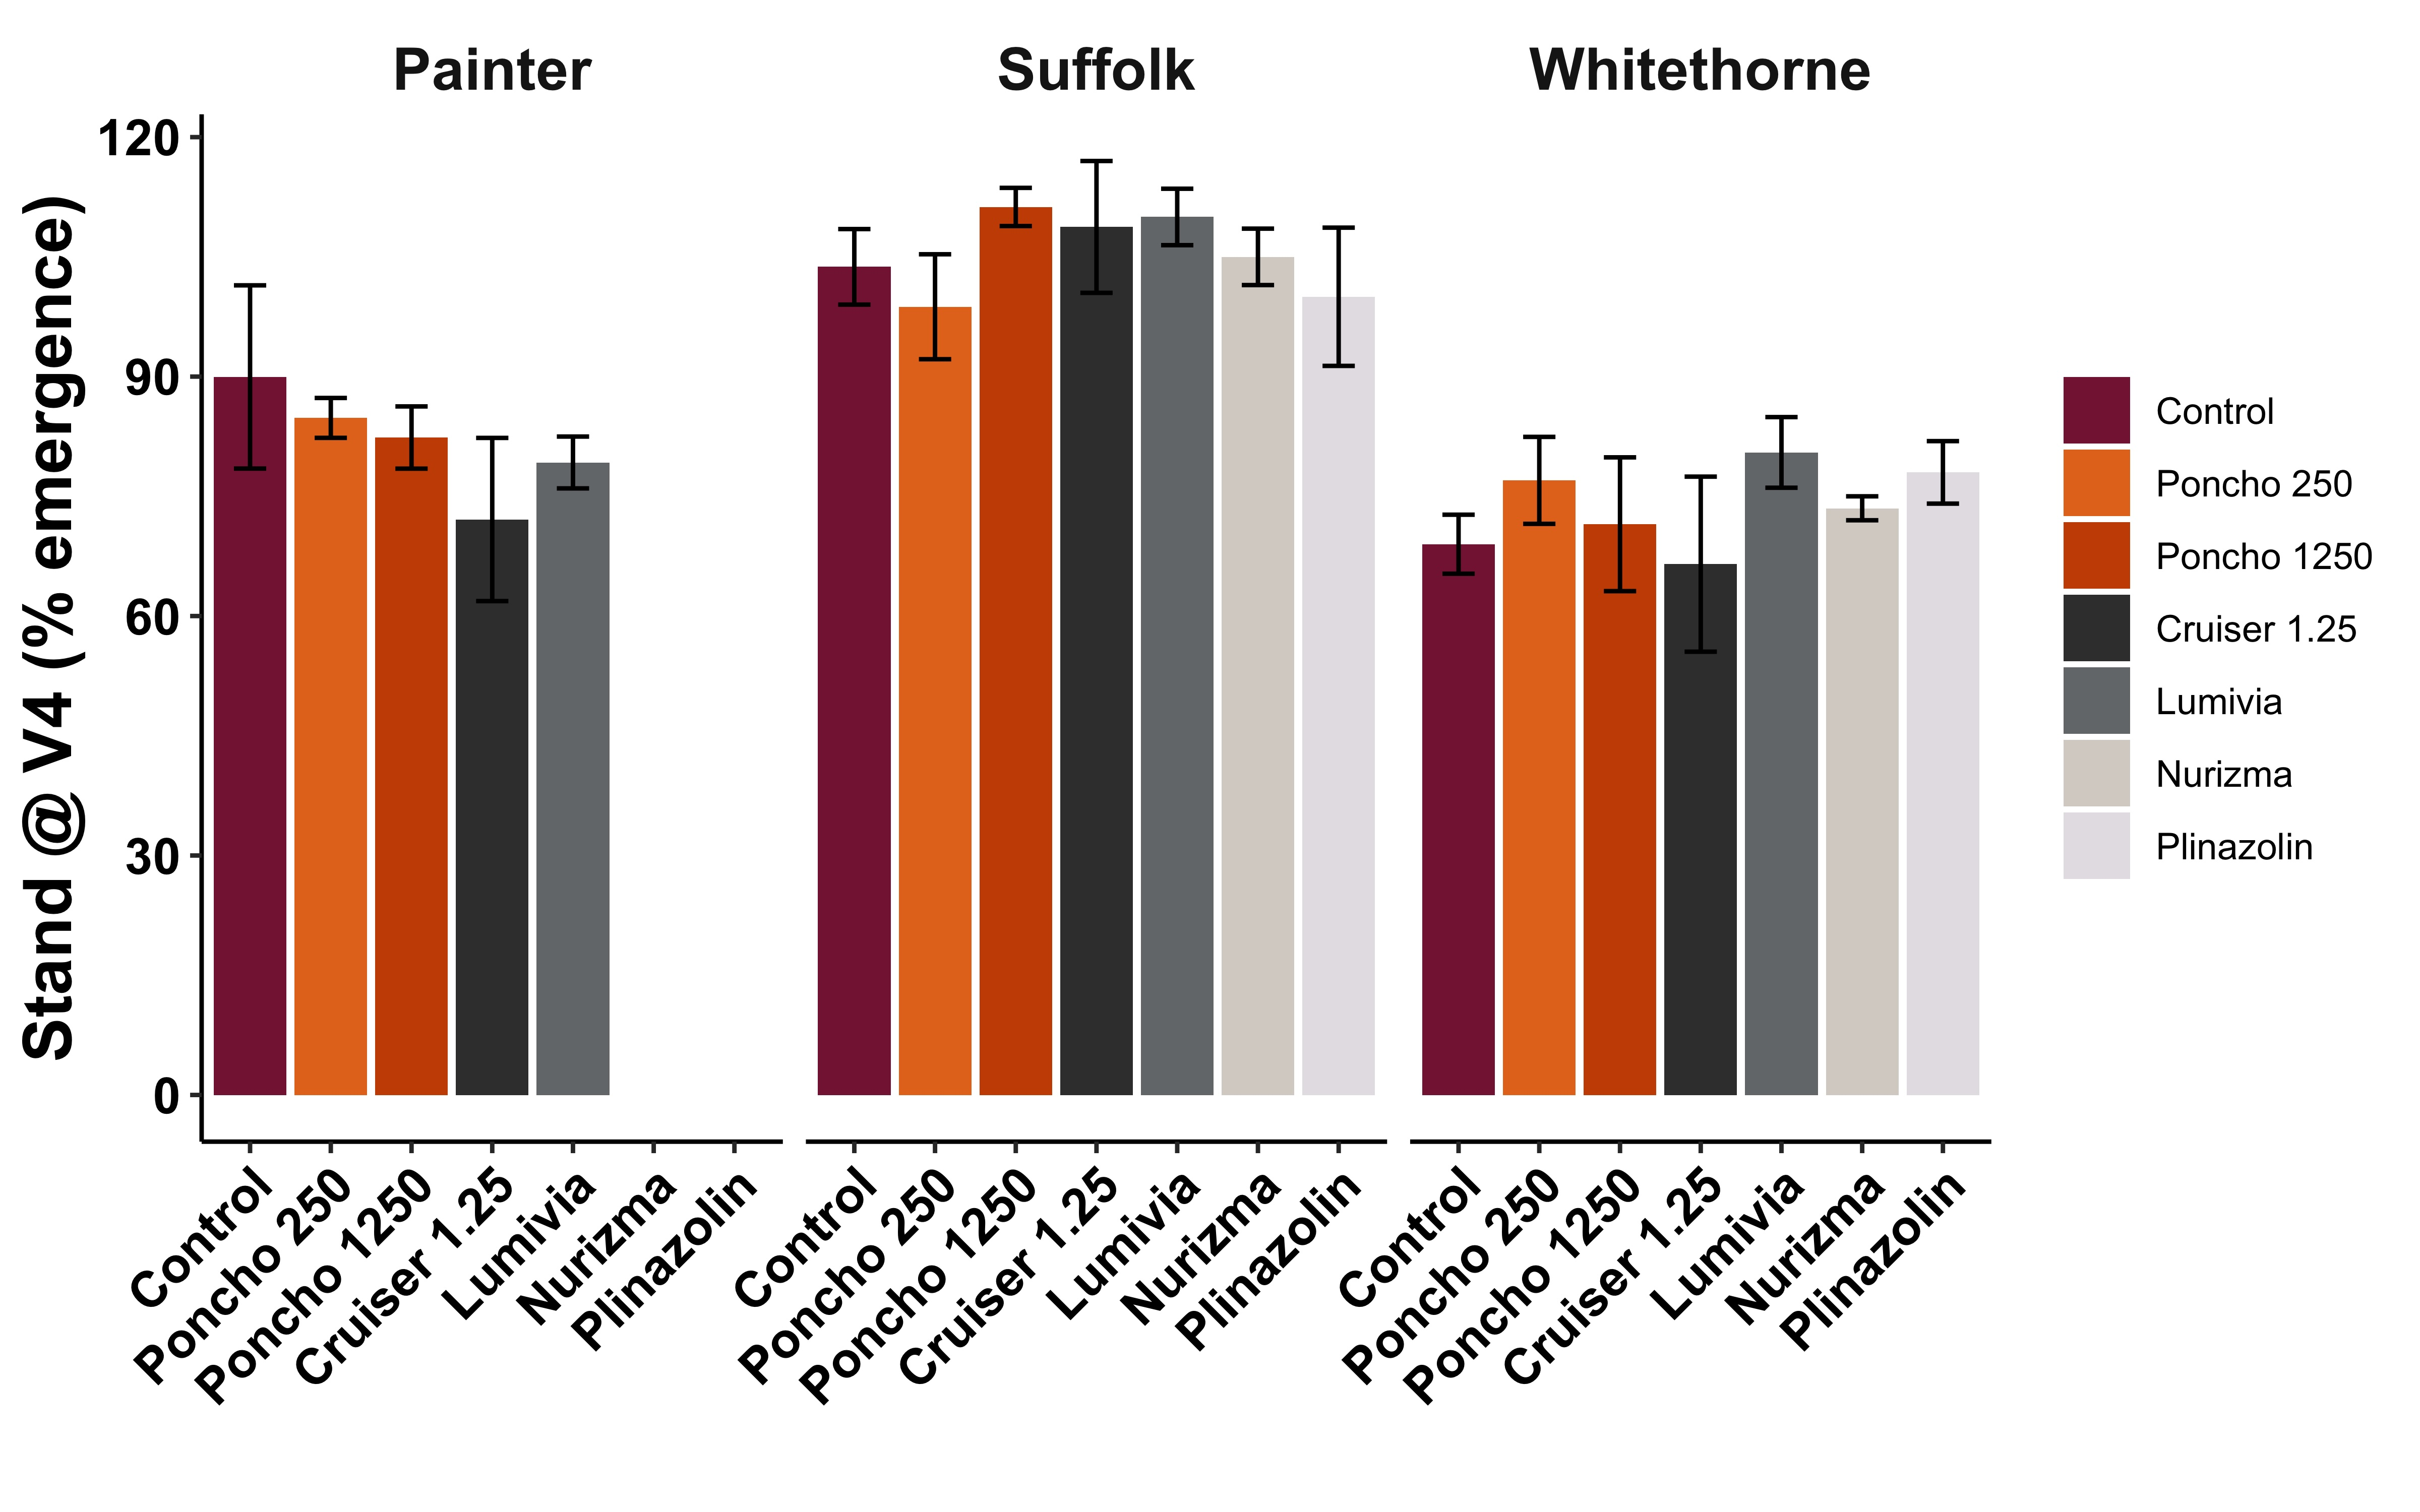 Painter
Suffolk
Whitethorne
Stand @ V4 (% emergence)
120
90
60
30
0
Control
Poncho 250
Poncho 1250
Cruiser 1.25
Lumivia
Nurizma
Plinazolin
Control
Poncho 250
Poncho 1250
Cruiser 1.25
Lumivia
Nurizma
Plinazolin
Control
Poncho 250
Poncho 1250
Cruiser 1.25
Lumivia
Nurizma
Plinazolin
Control
Poncho 250
Poncho 1250
Cruiser 1.25
Lumivia
Nurizma
Plinazolin